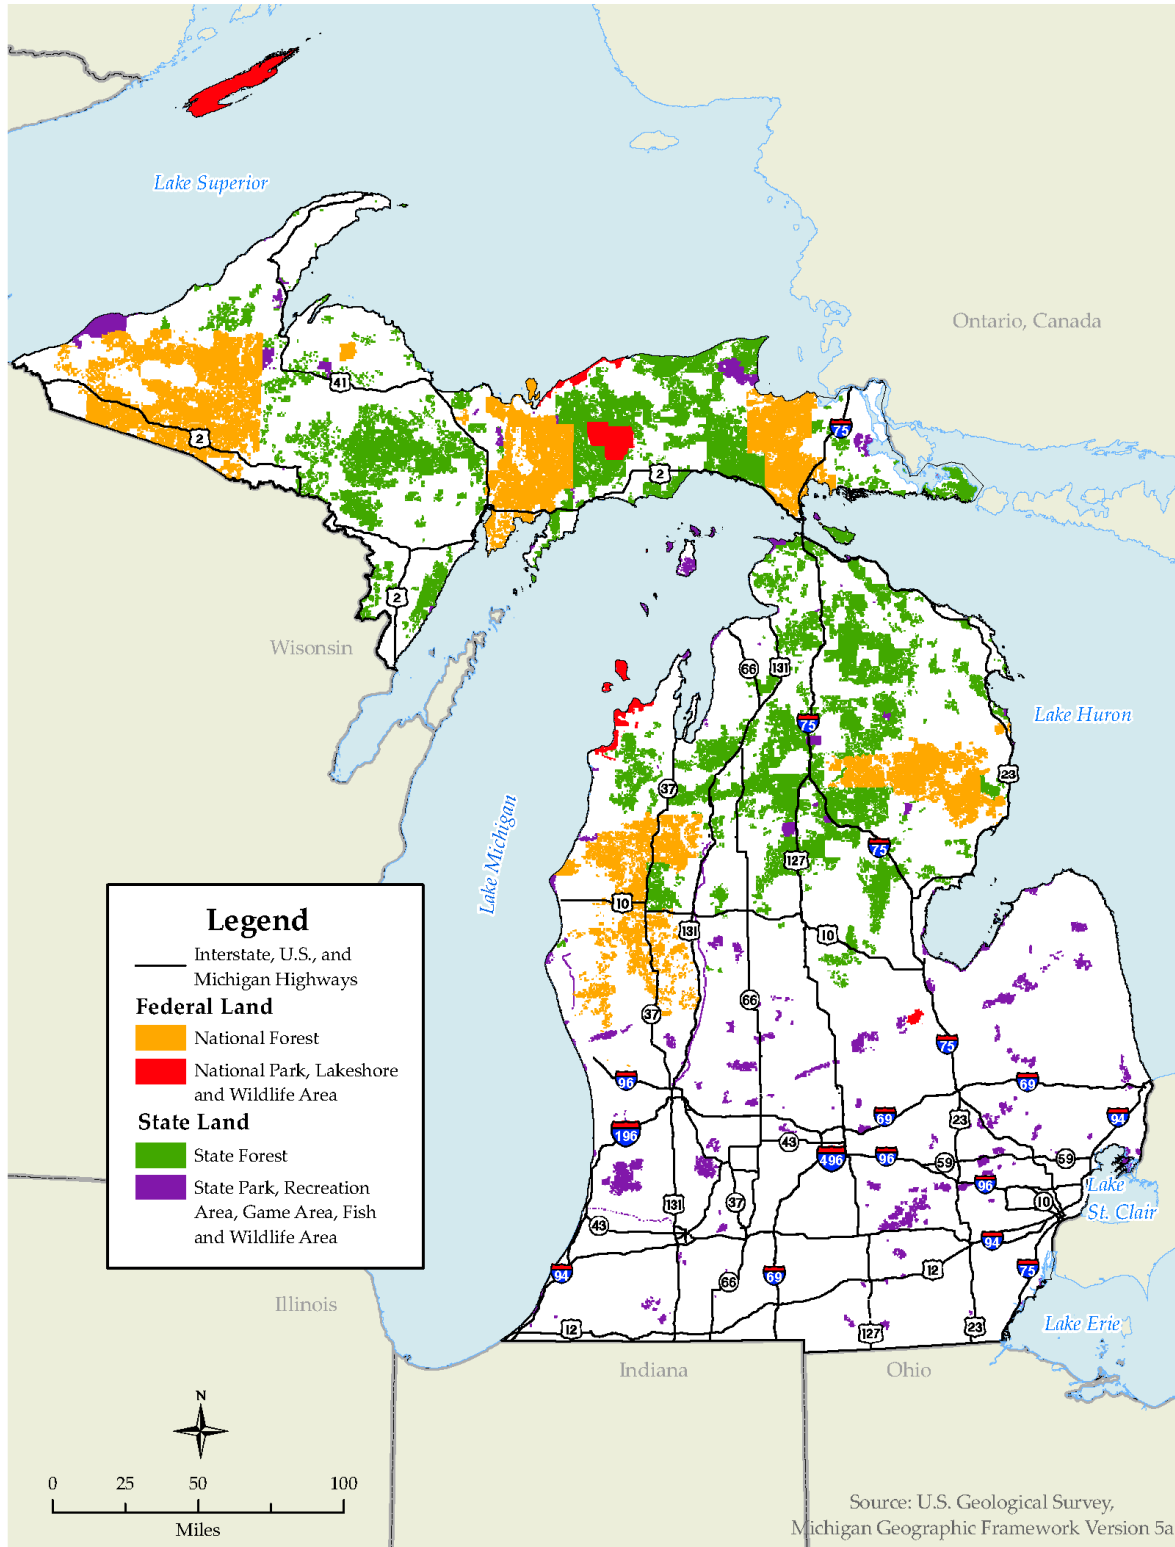 Lake Superior
Ontario, Canada
41
2
75
2
2
Wisonsin
66
131
Lake Huron
75
37
23
Lake Michigan
127
75
10
131
10
66
37
75
96
69
94
69
23
196
43
496
96
59
59
96
Lake
St. Clair
10
131
37
43
94
94
12
75
66
69
12
127
23
Lake Erie
Legend
Interstate, U.S., and
Michigan Highways
Federal Land
National Forest
National Park, Lakeshore
and Wildlife Area
State Land
State Forest
State Park, Recreation
Area, Game Area, Fish
and Wildlife Area
Illinois
Indiana
Ohio
N
0 25 50 100
Miles
Source: U.S. Geological Survey,
Michigan Geographic Framework Version 5a